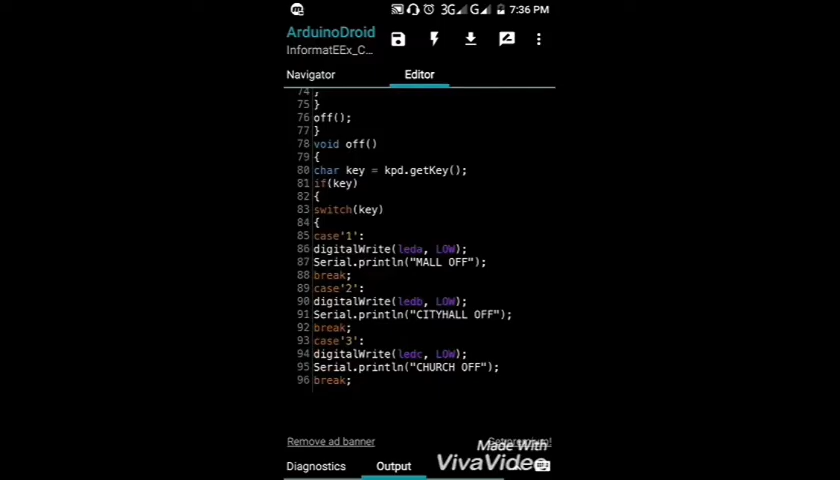 3G G 7:36 PM
ArduinoDroid
InformatEEx_C...
Navigator Editor
74 ;
75 }
76 off();
77 }
78 void off()
79 {
80 char key = kpd.getKey();
81 if(key)
82 {
83 switch(key)
84 {
85 case'1':
86 digitalWrite(leda, LOW);
87 Serial.println("MALL OFF");
88 break;
89 case'2':
90 digitalWrite(ledb, LOW);
91 Serial.println("CITYHALL OFF");
92 break;
93 case'3':
94 digitalWrite(ledc, LOW);
95 Serial.println("CHURCH OFF");
96 break;
Remove ad banner
Made With
VivaVideo
Diagnostics Output